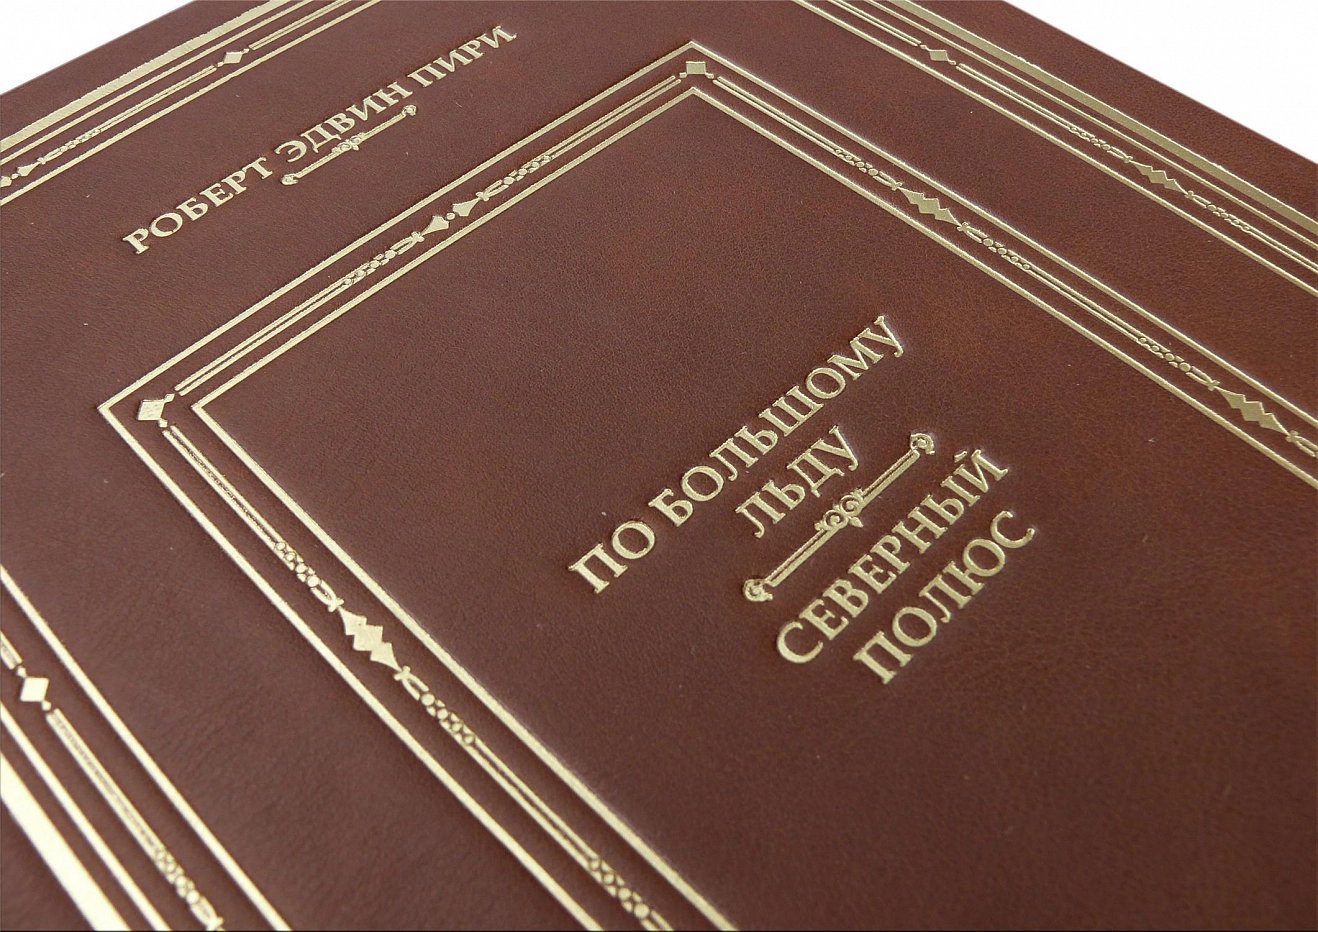 РОБЕРТ ЭДВИН ПИРИ
ПО БОЛЬШОМУ
ЛЬДУ
СЕВЕРНЫЙ
ПОЛЮС